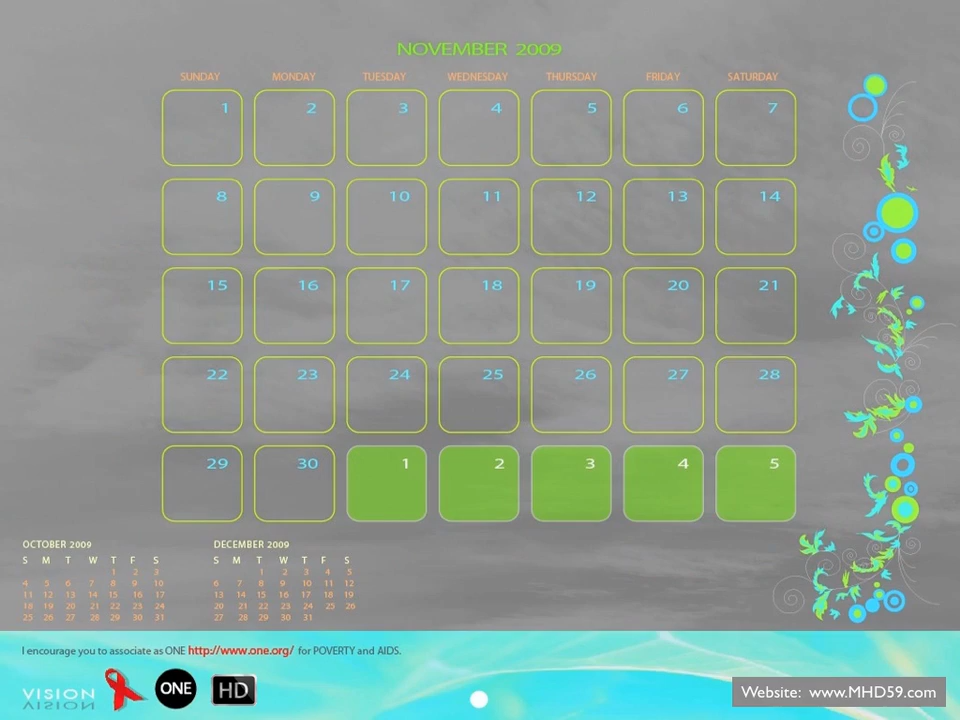 NOVEMBER 2009
SUNDAY MONDAY TUESDAY WEDNESDAY THURSDAY FRIDAY SATURDAY
1 2 3 4 5 6 7
8 9 10 11 12 13 14
15 16 17 18 19 20 21
22 23 24 25 26 27 28
29 30 1 2 3 4 5
OCTOBER 2009
S M T W T F S
1 2 3
4 5 6 7 8 9 10
11 12 13 14 15 16 17
18 19 20 21 22 23 24
25 26 27 28 29 30 31
DECEMBER 2009
S M T W T F S
1 2 3 4 5
6 7 8 9 10 11 12
13 14 15 16 17 18 19
20 21 22 23 24 25 26
27 28 29 30 31
I encourage you to associate as ONE http://www.one.org/ for POVERTY and AIDS.
VISION
ONE
HD
Website: www.MHD59.com